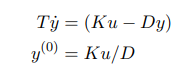 Tẏ = (Ku − Dy)
y⁽⁰⁾ = Ku/D